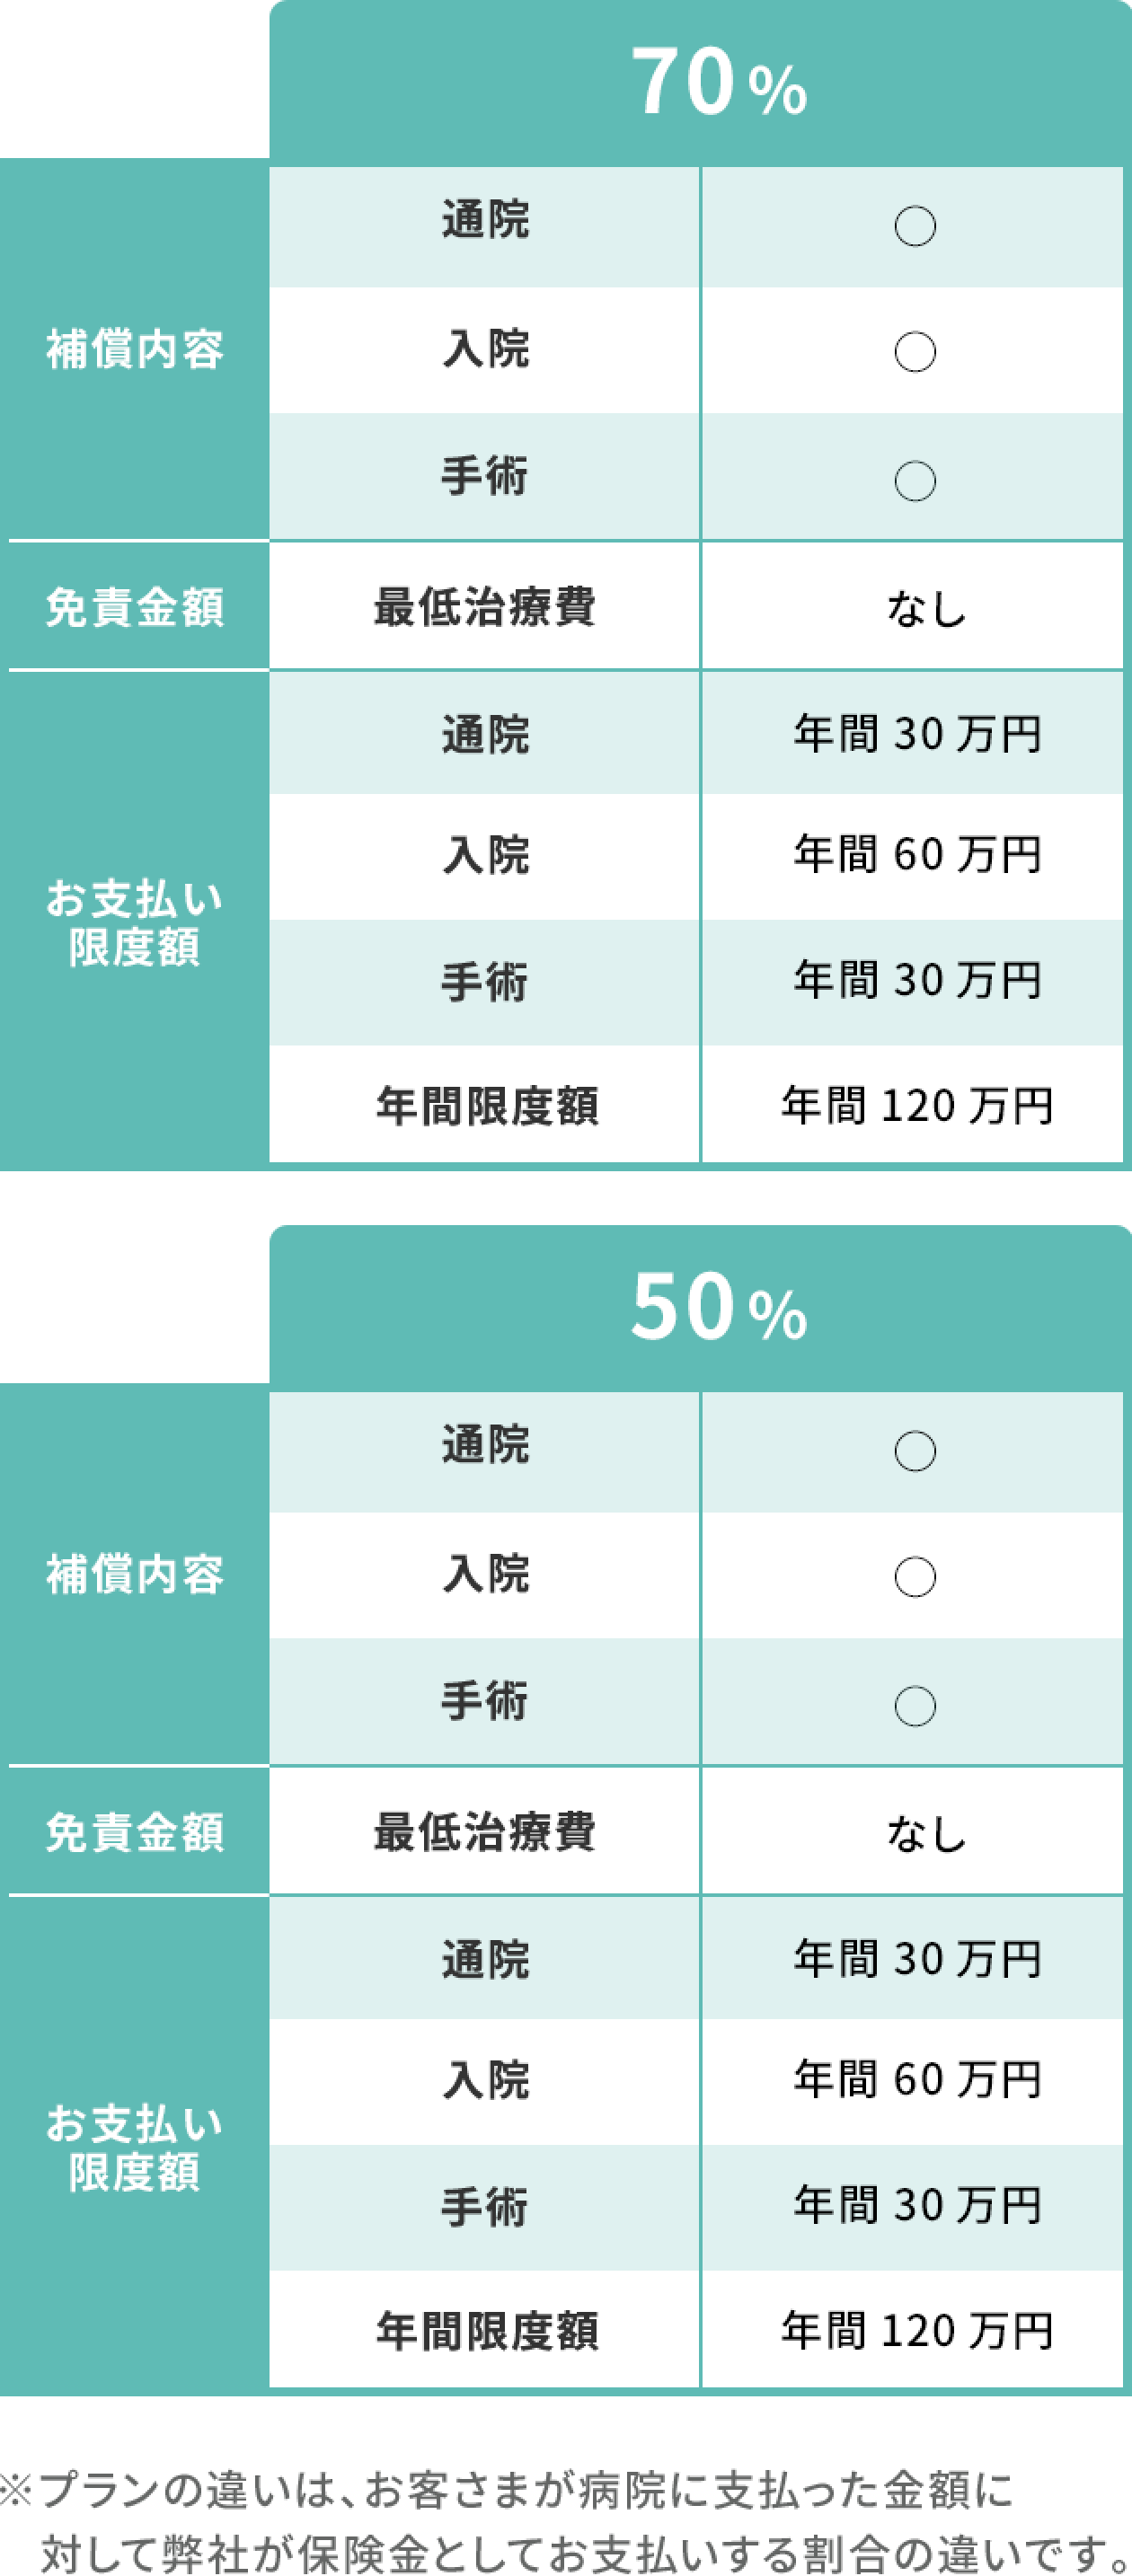 70%
補償内容
通院 ○
入院 ○
手術 ○
免責金額 最低治療費 なし
お支払い
限度額
通院 年間 30 万円
入院 年間 60 万円
手術 年間 30 万円
年間限度額 年間 120 万円
50%
補償内容
通院 ○
入院 ○
手術 ○
免責金額 最低治療費 なし
お支払い
限度額
通院 年間 30 万円
入院 年間 60 万円
手術 年間 30 万円
年間限度額 年間 120 万円
※プランの違いは、お客さまが病院に支払った金額に
対して弊社が保険金としてお支払いする割合の違いです。